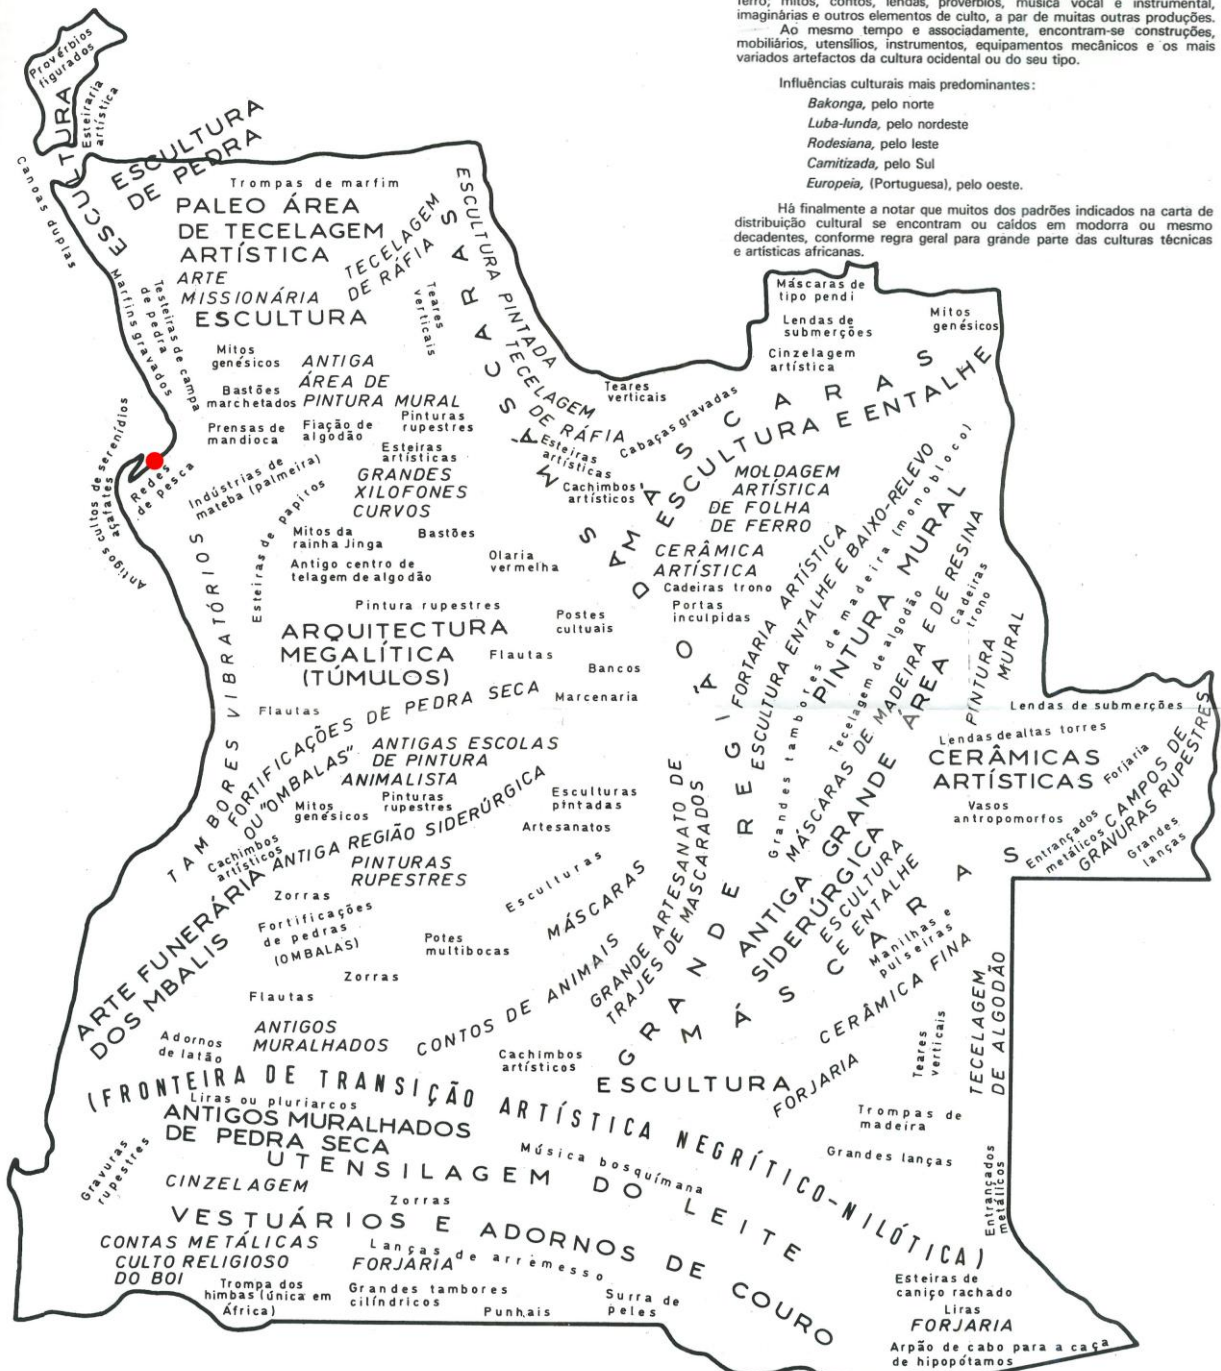 ferro; mitos, contos, lendas, provérbios, música vocal e instrumental,
imaginárias e outros elementos de culto, a par de muitas outras produções.
Ao mesmo tempo e associadamente, encontram-se construções,
mobiliários, utensílios, instrumentos, equipamentos mecânicos e os mais
variados artefactos da cultura ocidental ou do seu tipo.
Influências culturais mais predominantes:
Bakonga, pelo norte
Luba-lunda, pelo nordeste
Rodesiana, pelo leste
Camitizada, pelo Sul
Europeia, (Portuguesa), pelo oeste.
Há finalmente a notar que muitos dos padrões indicados na carta de
distribuição cultural se encontram ou caídos em modorra ou mesmo
decadentes, conforme regra geral para grande parte das culturas técnicas
e artísticas africanas.
Provérbios
figurados
Esteiraria
artística
ESCULTURA
Canoas duplas
ESCULTURA
DE PEDRA
Trompas de marfim
PALEO ÁREA
DE TECELAGEM
ARTÍSTICA
ARTE
MISSIONÁRIA
ESCULTURA
TECELAGEM
DE RÁFIA
Teares
verticais
MÁSCARAS
ESCULTURA PINTADA
TECELAGEM
DE RÁFIA
Marfins gravados
Testeiras de campa
de pedra
Mitos
genésicos
ANTIGA
ÁREA DE
PINTURA MURAL
Bastões
marchetados
Prensas de
mandioca
Fiação de
algodão
Pinturas
rupestres
Esteiras
artísticas
GRANDES
XILOFONES
CURVOS
Redes
de pesca
Antigos cultos de serenídios
açafates
Indústrias de
mateba (palmeira)
Esteiras de papiros
Mitos da
rainha Jinga
Bastões
Antigo centro de
telagem de algodão
Olaria
vermelha
Teares
verticais
Cabaças gravadas
Esteiras
artísticas
Cachimbos
artísticos
Máscaras de
tipo pendi
Lendas de
submerções
Mitos
genésicos
Cinzelagem
artística
MÁSCARAS
ESCULTURA E ENTALHE
MOLDAGEM
ARTÍSTICA
DE FOLHA
DE FERRO
CERÂMICA
ARTÍSTICA
Cadeiras trono
Portas
inculpidas
Pintura rupestres
Postes
cultuais
ARQUITECTURA
MEGALÍTICA
(TÚMULOS)
Flautas
Bancos
Marcenaria
Flautas
TAMBORES VIBRATÓRIOS
FORTIFICAÇÕES DE PEDRA SECA
OU "OMBALAS"
ANTIGAS ESCOLAS
DE PINTURA
ANIMALISTA
Mitos
genésicos
Pinturas
rupestres
Esculturas
pintadas
Artesanatos
Cachimbos
artísticos
ANTIGA REGIÃO SIDERÚRGICA
PINTURAS
RUPESTRES
FORTARIA ARTÍSTICA
ESCULTURA ENTALHE E BAIXO-RELEVO
Grandes tambores de madeira (monobloco)
PINTURA MURAL
Tecelagem de algodão
MÁSCARAS DE MADEIRA E DE RESINA
Cadeiras
trono
PINTURA
MURAL
GRANDE REGIÃO DAS MÁSCARAS
ANTIGA GRANDE ÁREA
SIDERÚRGICA
ESCULTURA
E ENTALHE
Manilhas e
pulseiras
Lendas de submerções
Lendas de altas torres
CERÂMICAS
ARTÍSTICAS
Forjaria
Vasos
antropomorfos
Entrançados
metálicos
CAMPOS DE
GRAVURAS RUPESTRES
Grandes
lanças
ARTE FUNERÁRIA
DOS MBALIS
Zorras
Fortificações
de pedras
(OMBALAS)
Potes
multibocas
Esculturas
MÁSCARAS
Zorras
Flautas
CONTOS DE ANIMAIS
GRANDE ARTESANATO DE
TRAJES DE MASCARADOS
CERÂMICA FINA
FORJARIA
Teares
verticais
TECELAGEM
DE ALGODÃO
Adornos
de latão
ANTIGOS
MURALHADOS
Cachimbos
artísticos
ESCULTURA
(FRONTEIRA DE TRANSIÇÃO ARTÍSTICA NEGRÍTICO-NILÓTICA)
Liras ou pluriarcos
ANTIGOS MURALHADOS
DE PEDRA SECA
Trompas de
madeira
Grandes lanças
Entrançados
metálicos
Gravuras
rupestres
UTENSILAGEM DO LEITE
Música bosquímana
CINZELAGEM
Zorras
VESTUÁRIOS E ADORNOS DE COURO
CONTAS METÁLICAS
CULTO RELIGIOSO
DO BOI
Lanças de arremesso
FORJARIA
Trompa dos
himbas (única em
África)
Grandes tambores
cilíndricos
Punhais
Surra de
peles
Esteiras de
caniço rachado
Liras
FORJARIA
Arpão de cabo para a caça
de hipopótamos